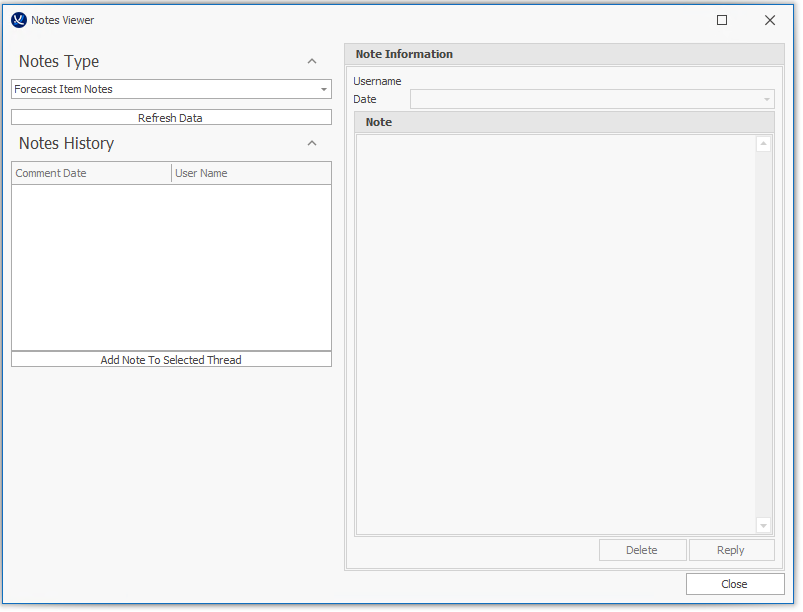 Notes Viewer
Notes Type
Forecast Item Notes
Refresh Data
Notes History
Comment Date User Name
Add Note To Selected Thread
Note Information
Username
Date
Note
Delete Reply
Close